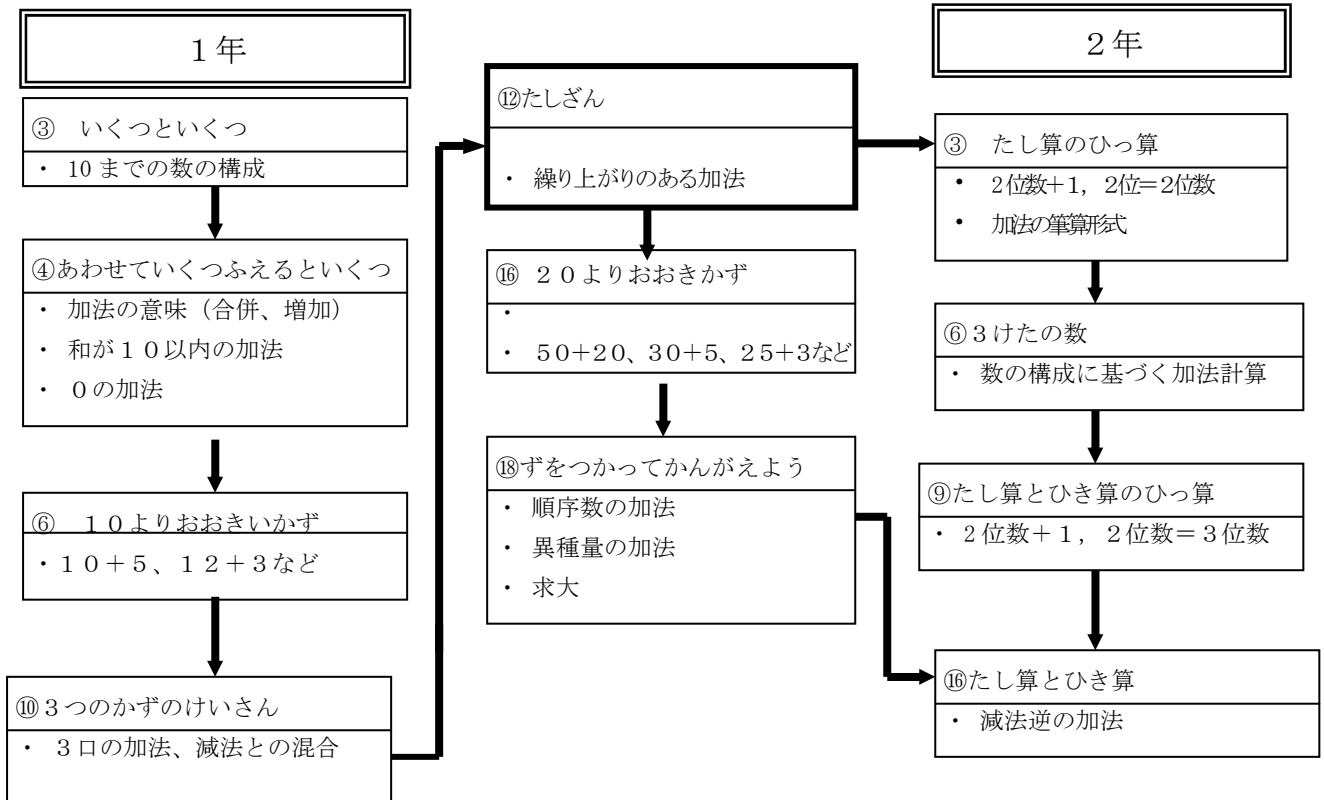 １年
③　いくつといくつ
・ 10までの数の構成
④あわせていくつふえるといくつ
・ 加法の意味（合併、増加）
・ 和が１０以内の加法
・ ０の加法
⑥　１０よりおおきいかず
・１０＋５、１２＋３など
⑩３つのかずのけいさん
・ ３口の加法、減法との混合
⑫たしざん
・ 繰り上がりのある加法
⑯ ２０よりおおきかず
・
・ 50＋20、30＋5、25＋3など
⑱ずをつかってかんがえよう
・ 順序数の加法
・ 異種量の加法
・ 求大
２年
③　たし算のひっ算
・ 2位数＋1，2位＝2位数
・ 加法の筆算形式
⑥３けたの数
・ 数の構成に基づく加法計算
⑨たし算とひき算のひっ算
・ ２位数＋１，２位数＝３位数
⑯たし算とひき算
・ 減法逆の加法